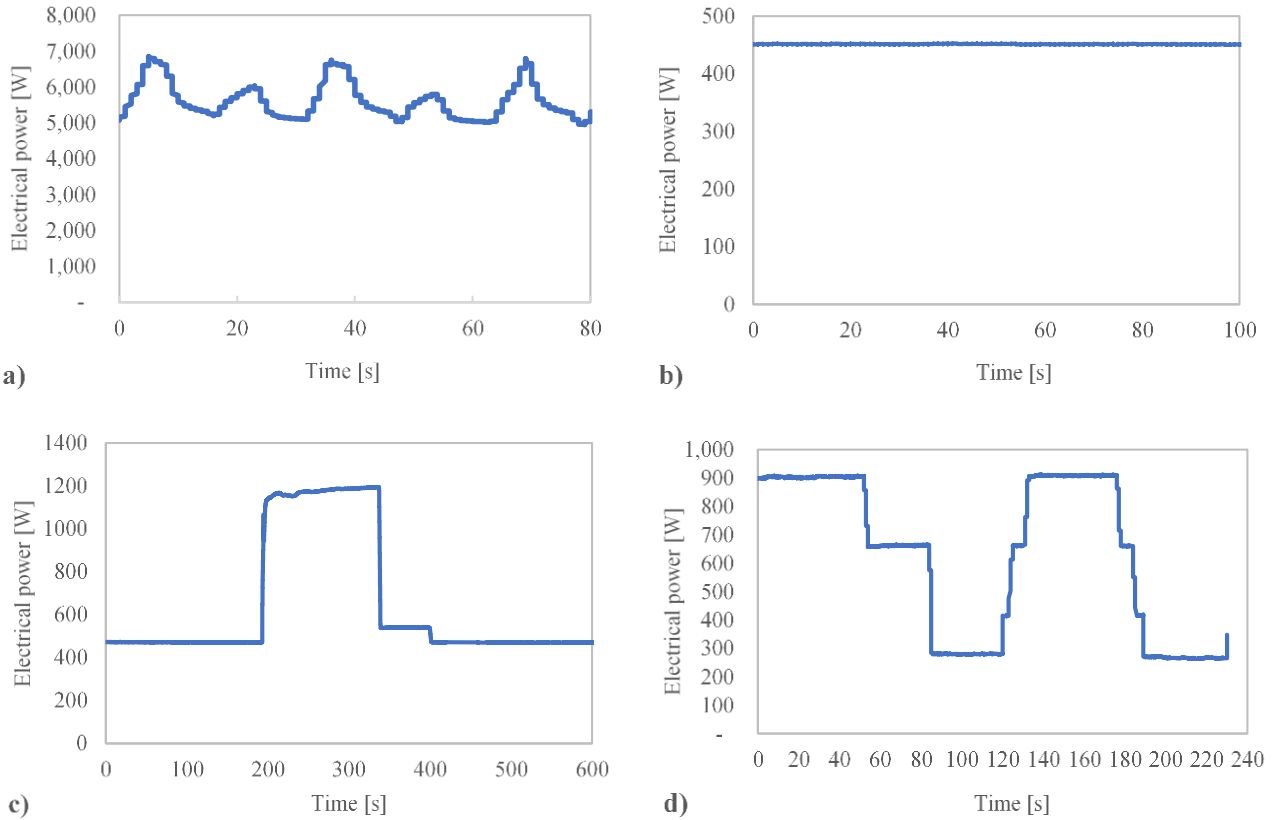 8,000
7,000
6,000
5,000
4,000
3,000
2,000
1,000
-
Electrical power [W]
0 20 40 60 80
Time [s]
a)
500
400
300
200
100
0
Electrical power [W]
0 20 40 60 80 100
Time [s]
b)
1400
1200
1000
800
600
400
200
0
Electrical power [W]
0 100 200 300 400 500 600
Time [s]
c)
1,000
900
800
700
600
500
400
300
200
100
-
Electrical power [W]
0 20 40 60 80 100 120 140 160 180 200 220 240
Time [s]
d)